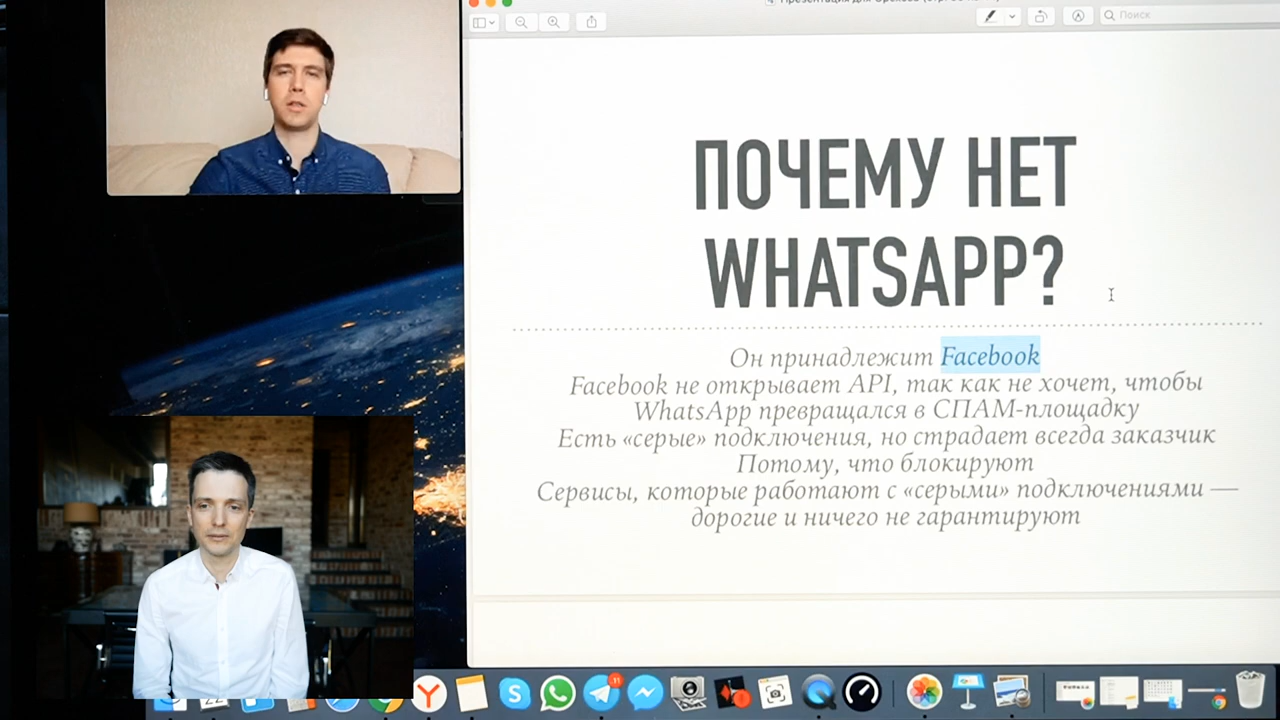 Поиск
ПОЧЕМУ НЕТ
WHATSAPP?
Он принадлежит Facebook
Facebook не открывает API, так как не хочет, чтобы
WhatsApp превращался в СПАМ-площадку
Есть «серые» подключения, но страдает всегда заказчик
Потому, что блокируют
Сервисы, которые работают с «серыми» подключениями —
дорогие и ничего не гарантируют
11